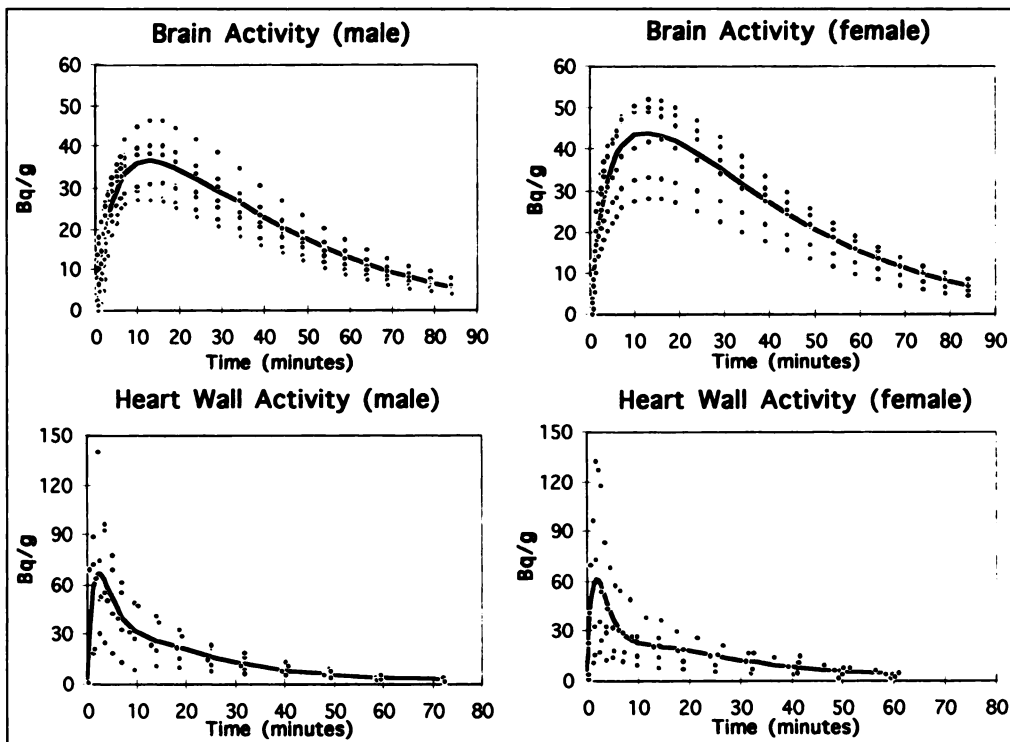 Brain Activity (male)
60
50
40
30
20
10
0
Bq/g
0 10 20 30 40 50 60 70 80 90
Time (minutes)
Brain Activity (female)
60
50
40
30
20
10
0
Bq/g
0 10 20 30 40 50 60 70 80 90
Time (minutes)
Heart Wall Activity (male)
150
120
90
60
30
0
Bq/g
0 10 20 30 40 50 60 70 80
Time (minutes)
Heart Wall Activity (female)
150
120
90
60
30
0
Bq/g
0 10 20 30 40 50 60 70 80
Time (minutes)